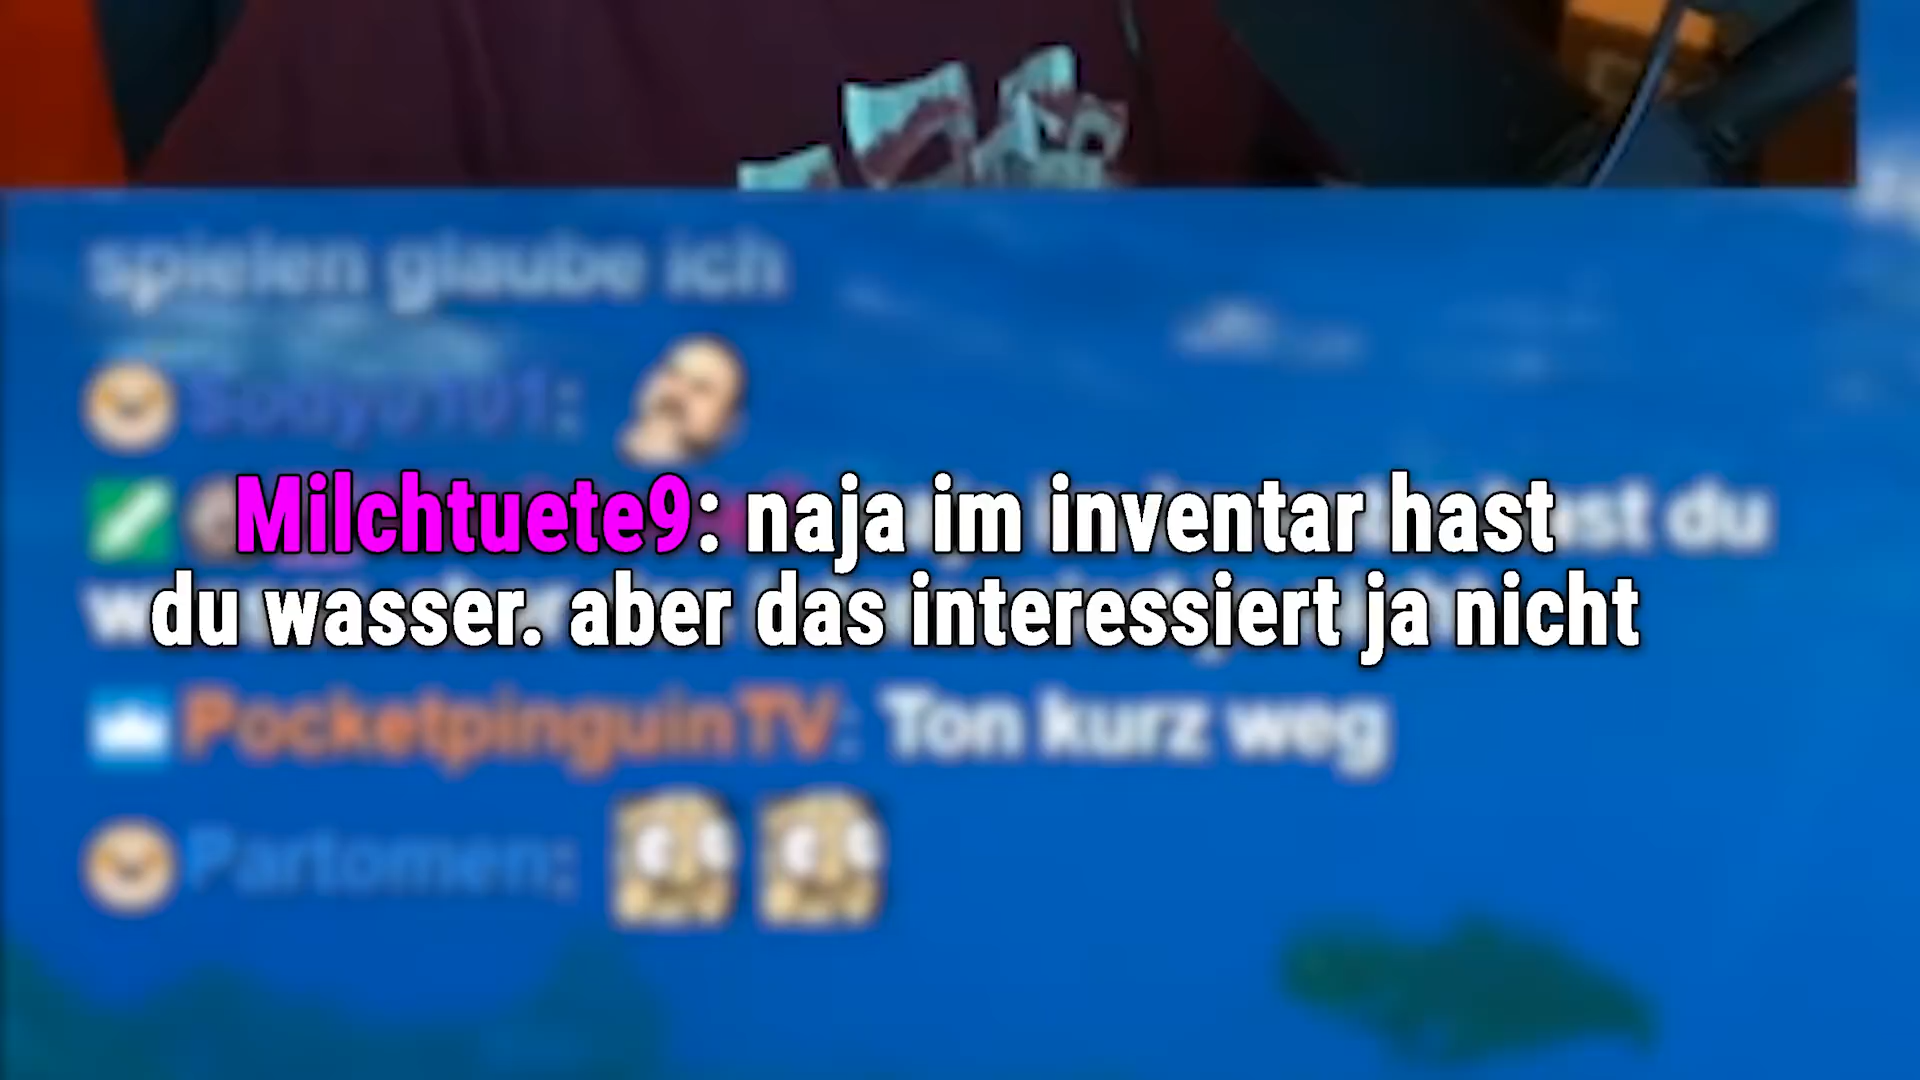 spielen glaube ich
Milchtuete9: naja im inventar hast
du wasser. aber das interessiert ja nicht
PocketpinguinTV: Ton kurz weg
Partomen: